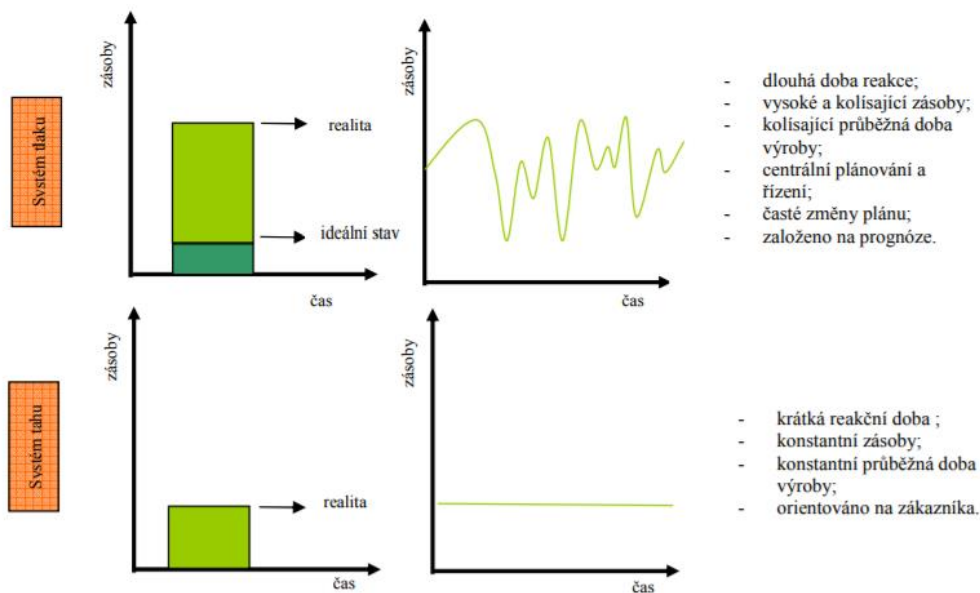 Systém tlaku
zásoby
realita
ideální stav
čas
zásoby
čas
- dlouhá doba reakce;
- vysoké a kolísající zásoby;
- kolísající průběžná doba
výroby;
- centrální plánování a
řízení;
- časté změny plánu;
- založeno na prognóze.
Systém tahu
zásoby
realita
čas
zásoby
čas
- krátká reakční doba ;
- konstantní zásoby;
- konstantní průběžná doba
výroby;
- orientováno na zákazníka.